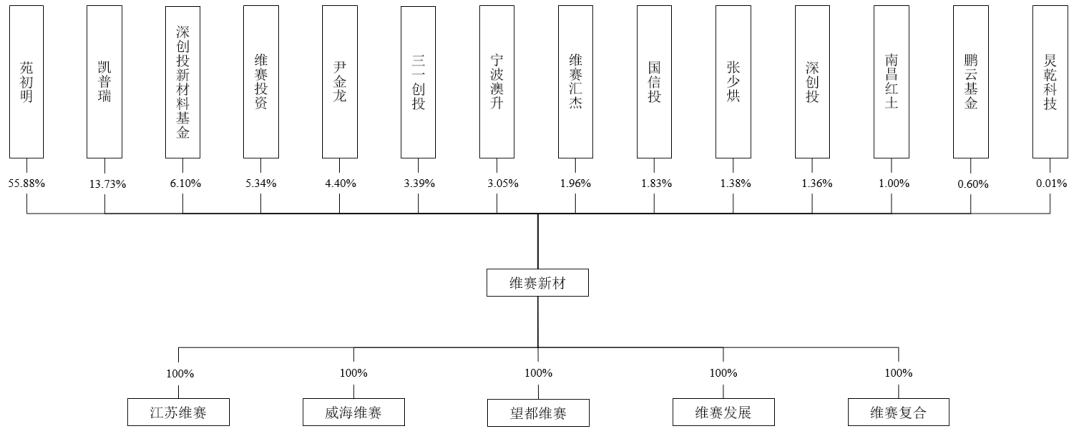 苑初明
凯普瑞
深创投新材料基金
维赛投资
尹金龙
三一创投
宁波澳升
维赛汇杰
国信投
张少烘
深创投
南昌红土
鹏云基金
炅乾科技
55.88%
13.73%
6.10%
5.34%
4.40%
3.39%
3.05%
1.96%
1.83%
1.38%
1.36%
1.00%
0.60%
0.01%
维赛新材
100%
100%
100%
100%
100%
江苏维赛
威海维赛
望都维赛
维赛发展
维赛复合